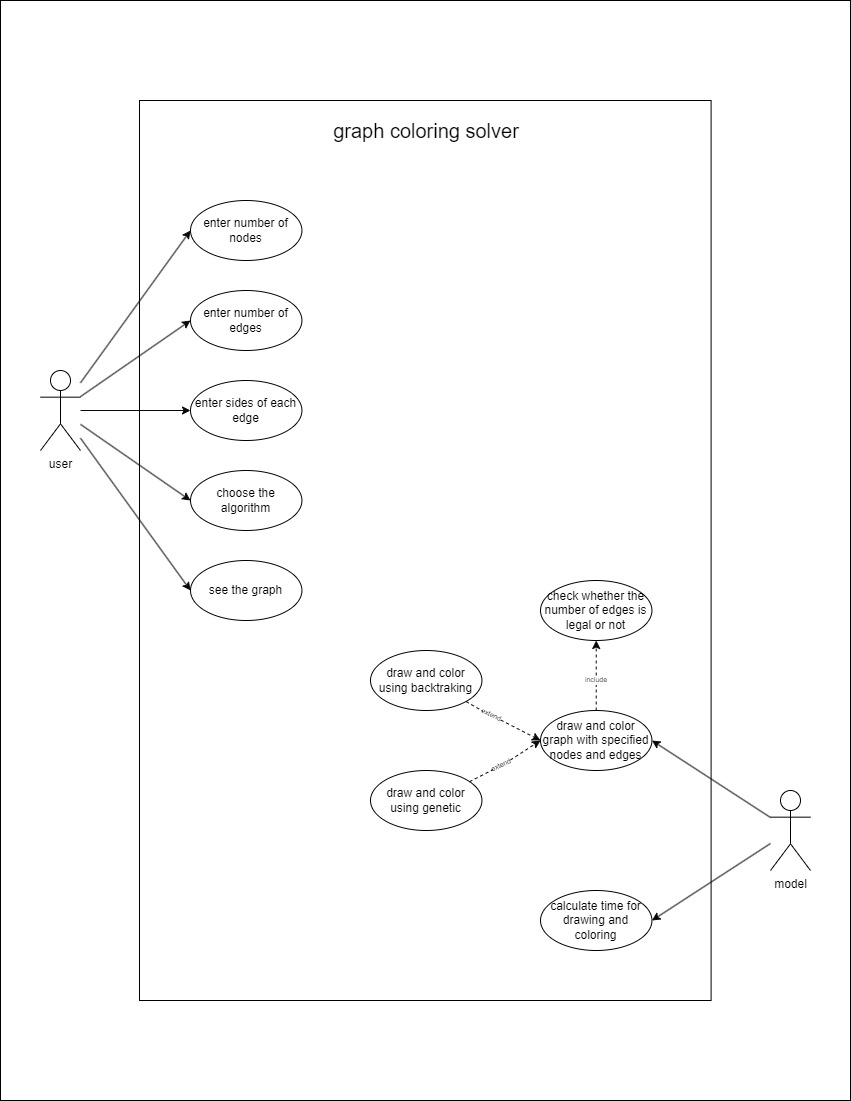 graph coloring solver
enter number of
nodes
enter number of
edges
enter sides of each
edge
user
choose the
algorithm
see the graph
check whether the
number of edges is
legal or not
draw and color
using backtraking
include
extend
draw and color
graph with specified
nodes and edges
extend
draw and color
using genetic
model
calculate time for
drawing and
coloring